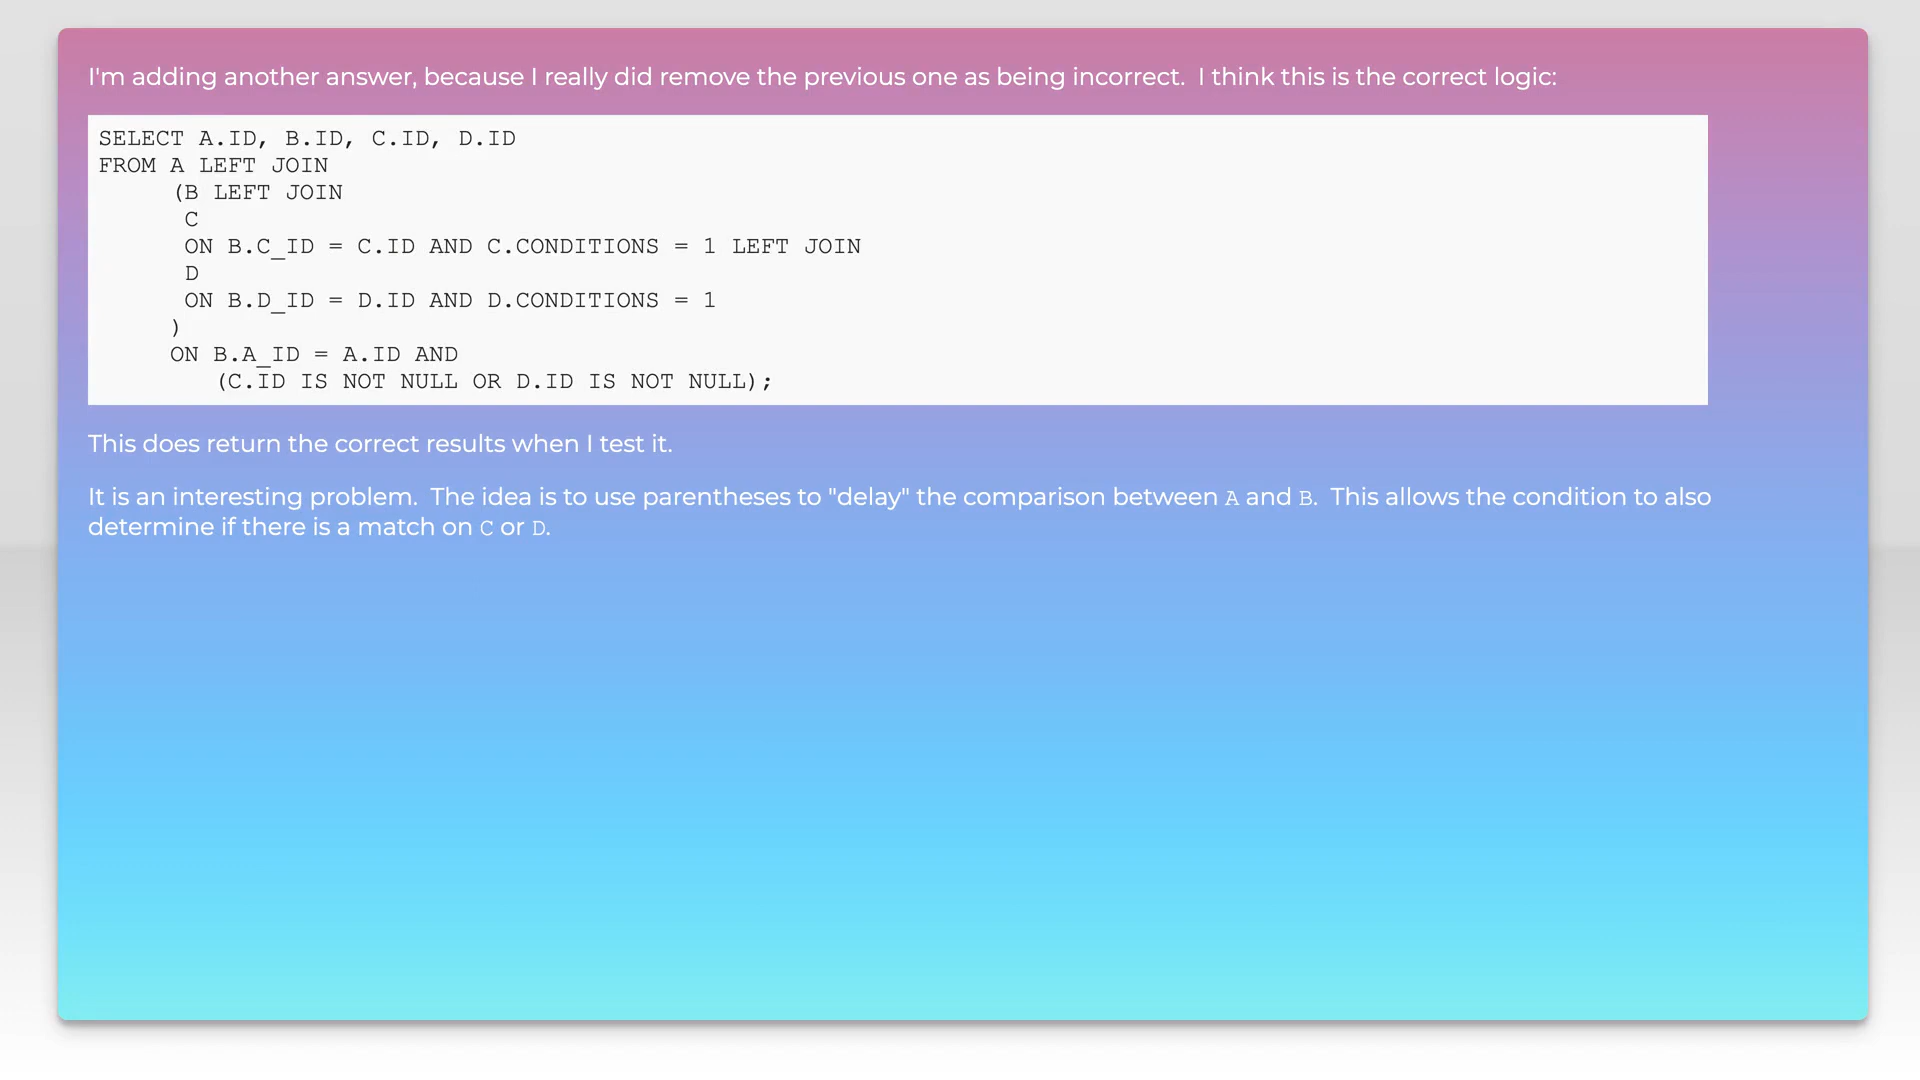 I'm adding another answer, because I really did remove the previous one as being incorrect.  I think this is the correct logic:
SELECT A.ID, B.ID, C.ID, D.ID
FROM A LEFT JOIN
     (B LEFT JOIN
      C
      ON B.C_ID = C.ID AND C.CONDITIONS = 1 LEFT JOIN
      D
      ON B.D_ID = D.ID AND D.CONDITIONS = 1
     )
     ON B.A_ID = A.ID AND
        (C.ID IS NOT NULL OR D.ID IS NOT NULL);
This does return the correct results when I test it.
It is an interesting problem.  The idea is to use parentheses to "delay" the comparison between A and B.  This allows the condition to also
determine if there is a match on C or D.